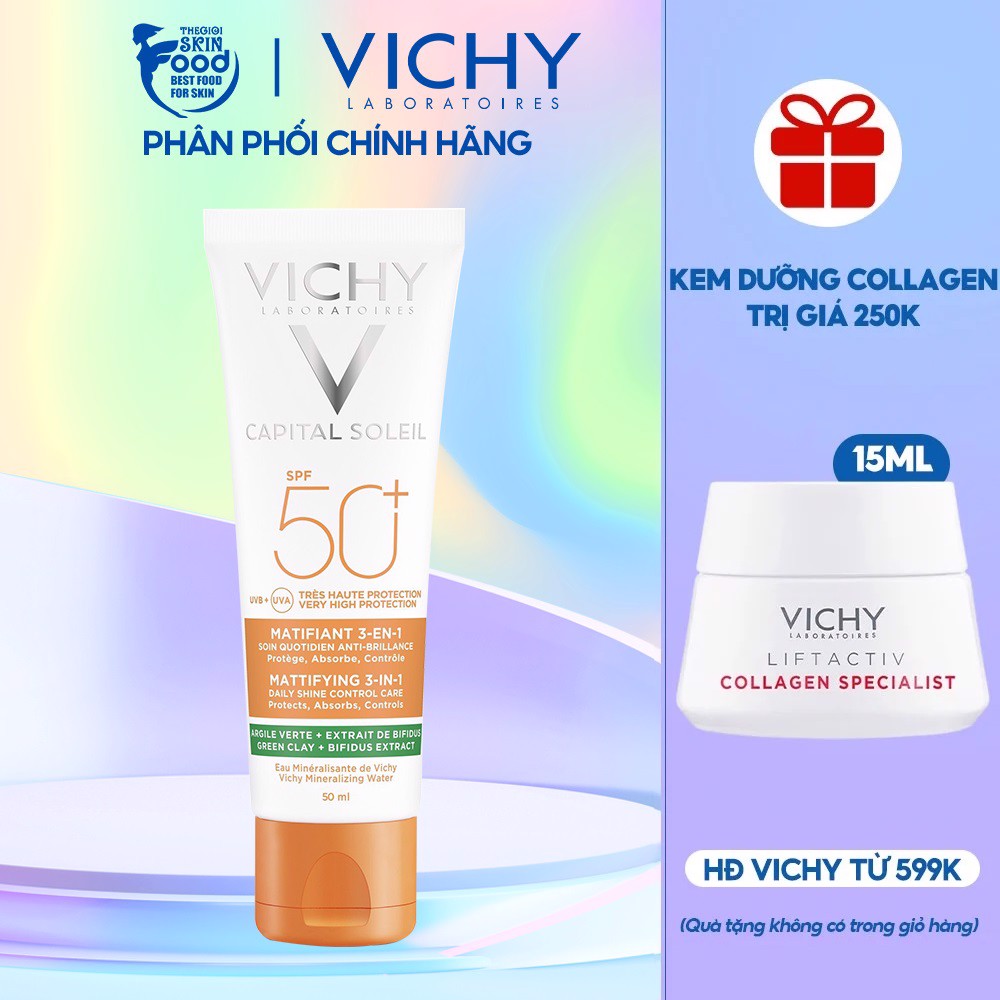 THEGIOI
SKIN
Food
BEST FOOD
FOR SKIN
VICHY
LABORATOIRES
PHÂN PHỐI CHÍNH HÃNG
VICHY
LABORATOIRES
V
CAPITAL SOLEIL
SPF
50+
UVB + UVA
TRÈS HAUTE PROTECTION
VERY HIGH PROTECTION
MATIFIANT 3-EN-1
SOIN QUOTIDIEN ANTI-BRILLANCE
Protège, Absorbe, Contrôle
MATTIFYING 3-IN-1
DAILY SHINE CONTROL CARE
Protects, Absorbs, Controls
ARGILE VERTE + EXTRAIT DE BIFIDUS
GREEN CLAY + BIFIDUS EXTRACT
Eau Minéralisante de Vichy
Vichy Mineralizing Water
50 ml
KEM DƯỠNG COLLAGEN
TRỊ GIÁ 250K
15ML
VICHY
LABORATOIRES
LIFTACTIV
COLLAGEN SPECIALIST
HĐ VICHY TỪ 599K
(Quà tặng không có trong giỏ hàng)